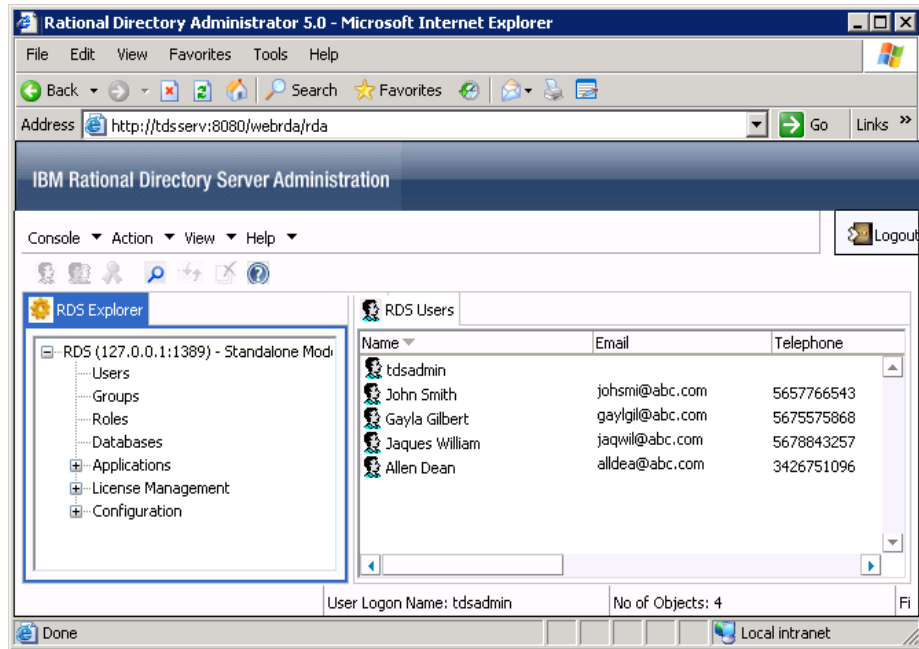 Rational Directory Administrator 5.0 - Microsoft Internet Explorer
File Edit View Favorites Tools Help
Back Search Favorites
Address http://tdsserv:8080/webrda/rda Go Links »
IBM Rational Directory Server Administration
Console Action View Help Logout
RDS Explorer
RDS (127.0.0.1:1389) - Standalone Mod
Users
Groups
Roles
Databases
Applications
License Management
Configuration
RDS Users
Name Email Telephone
tdsadmin
John Smith johsmi@abc.com 5657766543
Gayla Gilbert gaylgil@abc.com 5675575868
Jaques William jaqwil@abc.com 5678843257
Allen Dean alldea@abc.com 3426751096
User Logon Name: tdsadmin No of Objects: 4 Fi
Done Local intranet